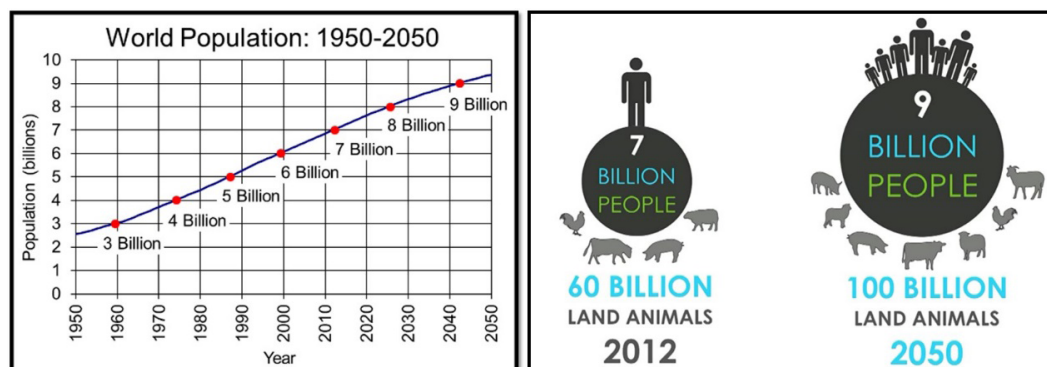 World Population: 1950-2050
Population (billions)
10
9
8
7
6
5
4
3
2
1
0
3 Billion
4 Billion
5 Billion
6 Billion
7 Billion
8 Billion
9 Billion
1950
1960
1970
1980
1990
2000
2010
2020
2030
2040
2050
Year
7
BILLION
PEOPLE
60 BILLION
LAND ANIMALS
2012
9
BILLION
PEOPLE
100 BILLION
LAND ANIMALS
2050